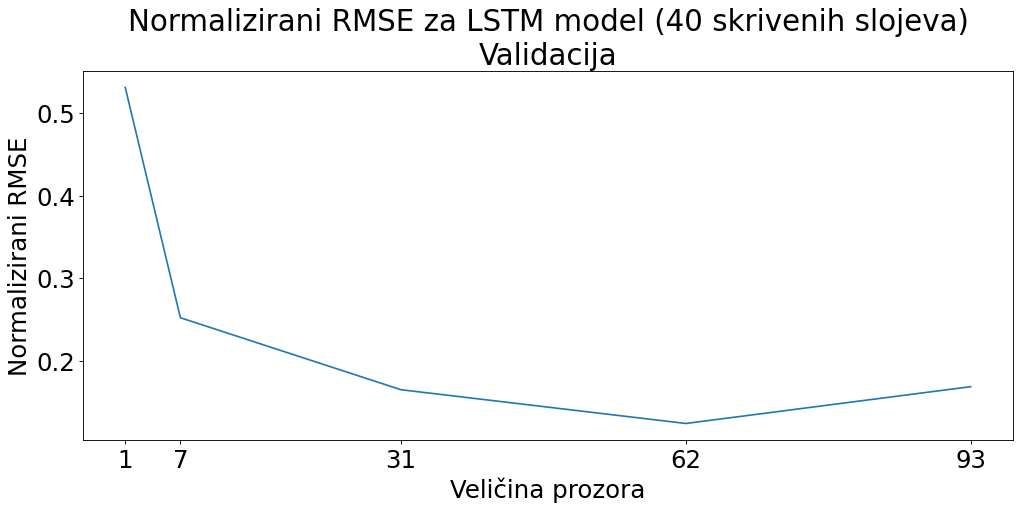 Normalizirani RMSE za LSTM model (40 skrivenih slojeva)
Validacija
Normalizirani RMSE
0.5
0.4
0.3
0.2
1 7 31 62 93
Veličina prozora